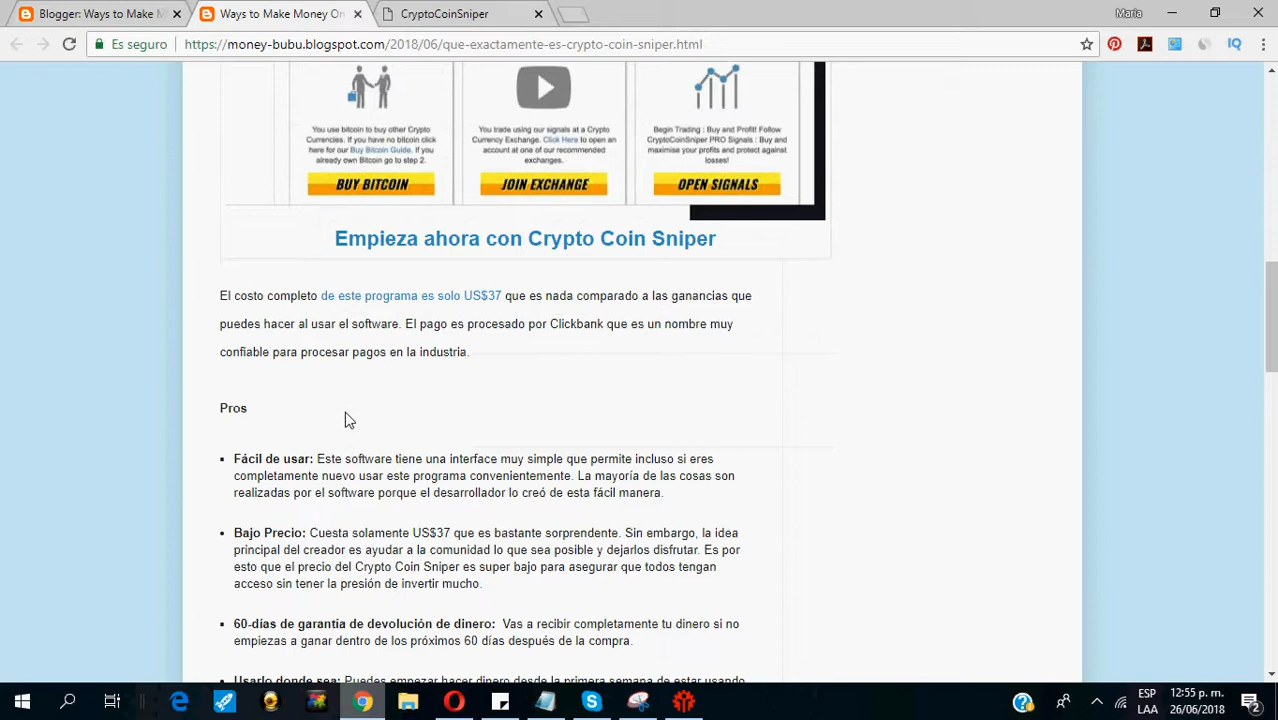 Blogger: Ways to Make M
Ways to Make Money On
CryptoCoinSniper
María
Es seguro
https://money-bubu.blogspot.com/2018/06/que-exactamente-es-crypto-coin-sniper.html
IQ
You use bitcoin to buy other Crypto
Currencies. If you have no bitcoin click
here for our Buy Bitcoin Guide. If you
already own Bitcoin go to step 2.
BUY BITCOIN
You trade using our signals at a Crypto
Currency Exchange. Click Here to open an
account at one of our recommended
exchanges.
JOIN EXCHANGE
Begin Trading : Buy and Profit! Follow
CryptoCoinSniper PRO Signals : Buy and
maximise your profits and protect against
losses!
OPEN SIGNALS
Empieza ahora con Crypto Coin Sniper
El costo completo de este programa es solo US$37 que es nada comparado a las ganancias que
puedes hacer al usar el software. El pago es procesado por Clickbank que es un nombre muy
confiable para procesar pagos en la industria.
Pros
Fácil de usar: Este software tiene una interface muy simple que permite incluso si eres
completamente nuevo usar este programa convenientemente. La mayoría de las cosas son
realizadas por el software porque el desarrollador lo creó de esta fácil manera.
Bajo Precio: Cuesta solamente US$37 que es bastante sorprendente. Sin embargo, la idea
principal del creador es ayudar a la comunidad lo que sea posible y dejarlos disfrutar. Es por
esto que el precio del Crypto Coin Sniper es super bajo para asegurar que todos tengan
acceso sin tener la presión de invertir mucho.
60-días de garantía de devolución de dinero: Vas a recibir completamente tu dinero si no
empiezas a ganar dentro de los próximos 60 días después de la compra.
Usarlo donde sea: Puedes empezar hacer dinero desde la primera semana de estar usando
ESP
LAA
12:55 p. m.
26/06/2018
2